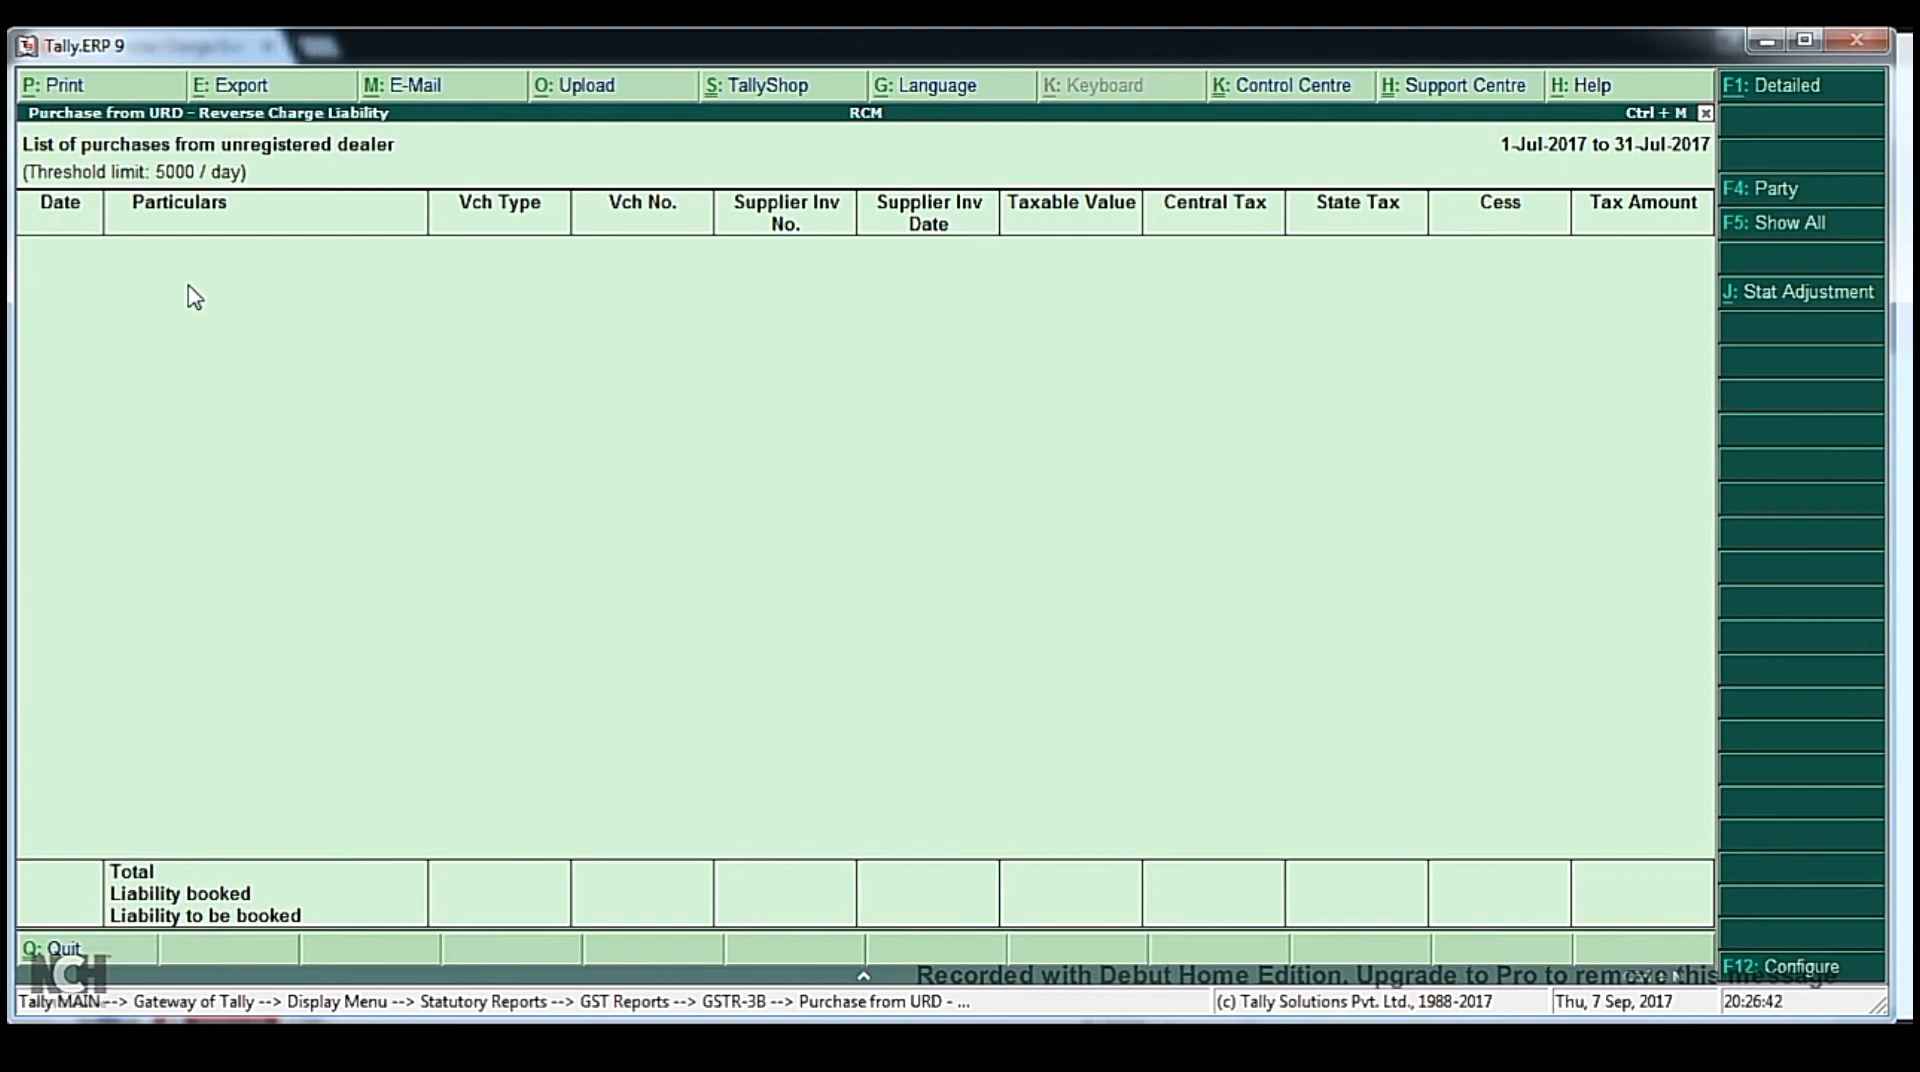 Tally.ERP 9
P: Print E: Export M: E-Mail O: Upload S: TallyShop G: Language K: Keyboard K: Control Centre H: Support Centre H: Help
Purchase from URD - Reverse Charge Liability RCM Ctrl + M
List of purchases from unregistered dealer 1-Jul-2017 to 31-Jul-2017
(Threshold limit: 5000 / day)
Date Particulars Vch Type Vch No. Supplier Inv No. Supplier Inv Date Taxable Value Central Tax State Tax Cess Tax Amount
Total
Liability booked
Liability to be booked
Q: Quit
F1: Detailed
F4: Party
F5: Show All
J: Stat Adjustment
F12: Configure
NCH
Recorded with Debut Home Edition. Upgrade to Pro to remove this message
Tally MAIN --> Gateway of Tally --> Display Menu --> Statutory Reports --> GST Reports --> GSTR-3B --> Purchase from URD - ... (c) Tally Solutions Pvt. Ltd., 1988-2017 Thu, 7 Sep, 2017 20:26:42